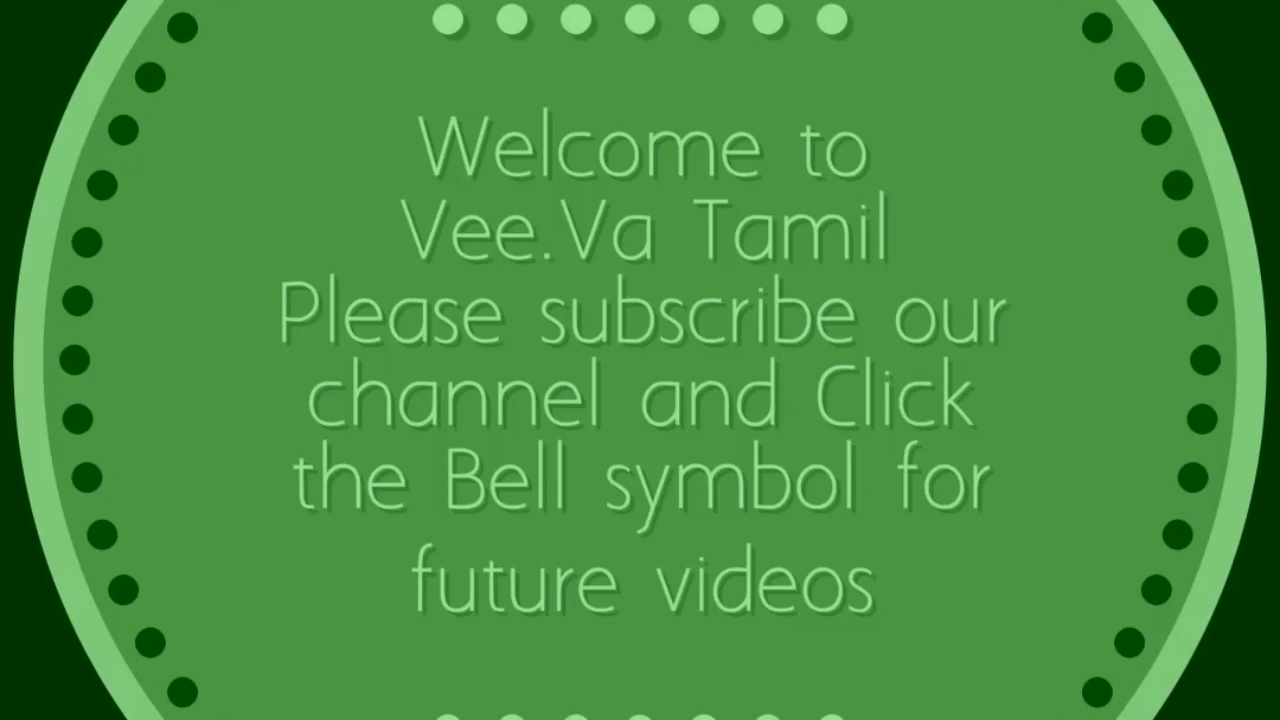 Welcome to
Vee.Va Tamil
Please subscribe our
channel and Click
the Bell symbol for
future videos